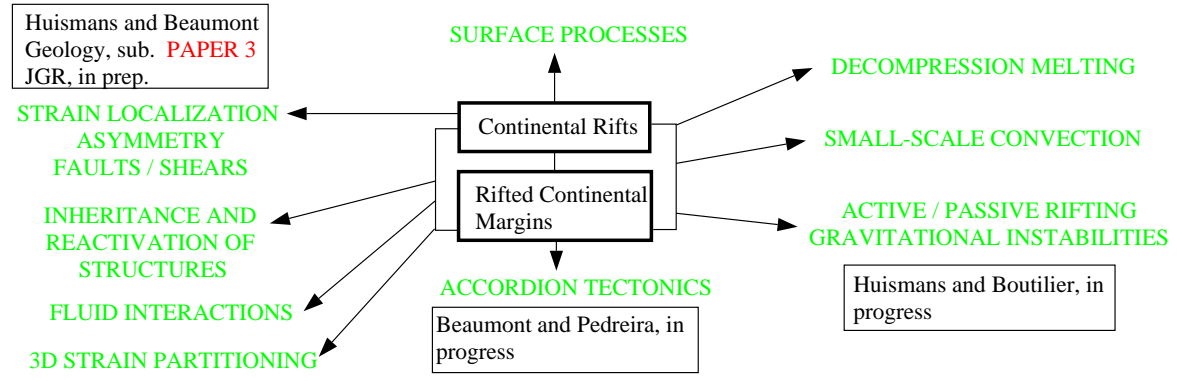 Huismans and Beaumont
Geology, sub. PAPER 3
JGR, in prep.
SURFACE PROCESSES
DECOMPRESSION MELTING
STRAIN LOCALIZATION
ASYMMETRY
FAULTS / SHEARS
Continental Rifts
SMALL-SCALE CONVECTION
Rifted Continental
Margins
INHERITANCE AND
REACTIVATION OF
STRUCTURES
ACTIVE / PASSIVE RIFTING
GRAVITATIONAL INSTABILITIES
FLUID INTERACTIONS
ACCORDION TECTONICS
Huismans and Boutilier, in
progress
Beaumont and Pedreira, in
progress
3D STRAIN PARTITIONING